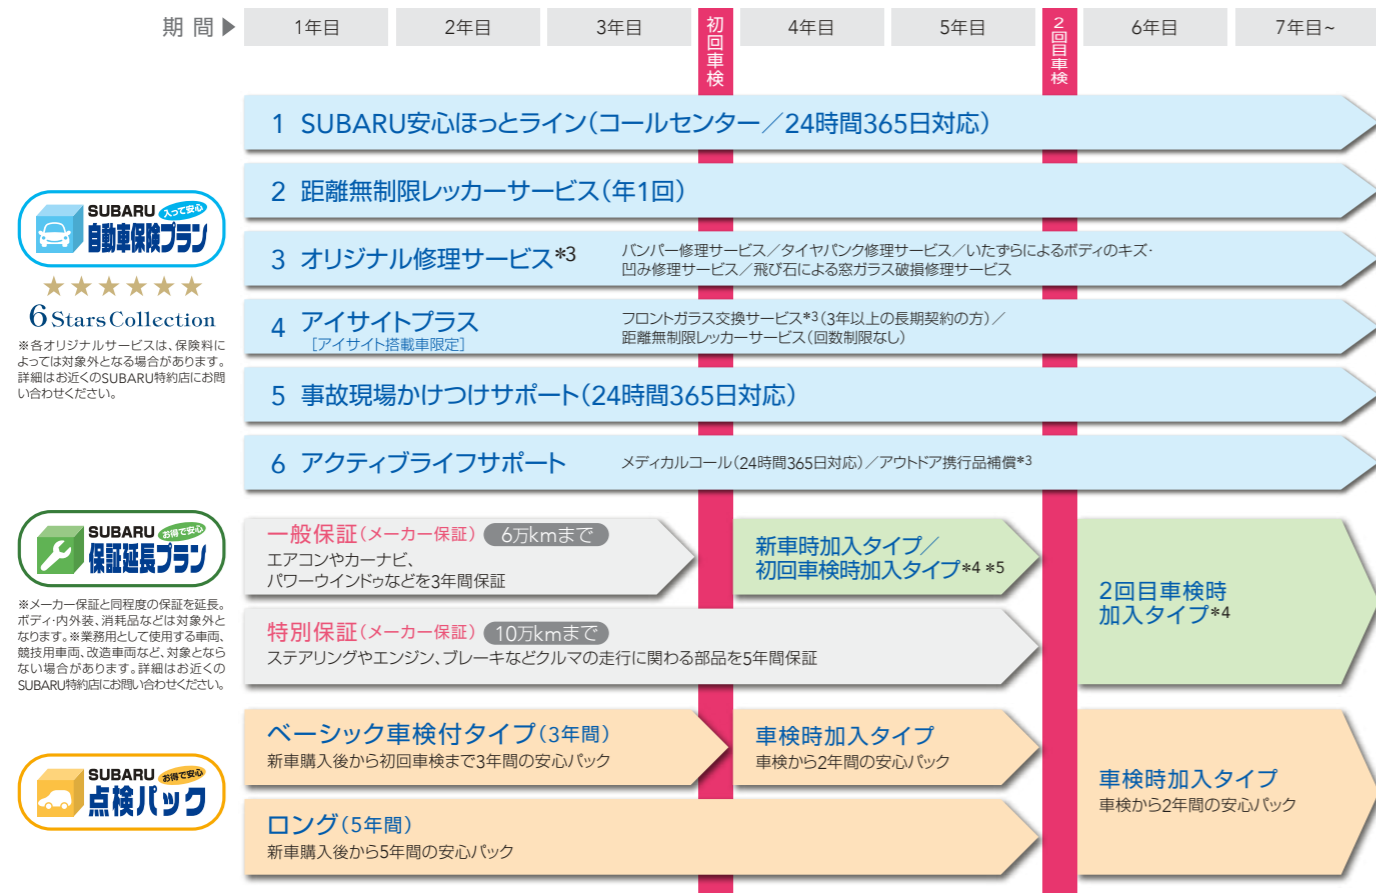 期 間 ▶
1年目
2年目
3年目
初回車検
4年目
5年目
2回目車検
6年目
7年目~
1 SUBARU安心ほっとライン(コールセンター／24時間365日対応)
2 距離無制限レッカーサービス(年1回)
3 オリジナル修理サービス*3
バンパー修理サービス／タイヤパンク修理サービス／いたずらによるボディのキズ・
凹み修理サービス／飛び石による窓ガラス破損修理サービス
4 アイサイトプラス
[アイサイト搭載車限定]
フロントガラス交換サービス*3(3年以上の長期契約の方)／
距離無制限レッカーサービス(回数制限なし)
5 事故現場かけつけサポート(24時間365日対応)
6 アクティブライフサポート
メディカルコール(24時間365日対応)／アウトドア携行品補償*3
SUBARU 入って安心
自動車保険プラン
6 Stars Collection
※各オリジナルサービスは、保険料に
よっては対象外となる場合があります。
詳細はお近くのSUBARU特約店にお問
い合わせください。
SUBARU お得で安心
保証延長プラン
※メーカー保証と同程度の保証を延長。
ボディ・内外装、消耗品などは対象外と
なります。※業務用として使用する車両、
競技用車両、改造車両など、対象となら
ない場合があります。詳細はお近くの
SUBARU特約店にお問い合わせください。
一般保証(メーカー保証) 6万kmまで
エアコンやカーナビ、
パワーウインドゥなどを3年間保証
新車時加入タイプ／
初回車検時加入タイプ*4 *5
特別保証(メーカー保証) 10万kmまで
ステアリングやエンジン、ブレーキなどクルマの走行に関わる部品を5年間保証
2回目車検時
加入タイプ*4
SUBARU お得で安心
点検パック
ベーシック車検付タイプ(3年間)
新車購入後から初回車検まで3年間の安心パック
車検時加入タイプ
車検から2年間の安心パック
ロング(5年間)
新車購入後から5年間の安心パック
車検時加入タイプ
車検から2年間の安心パック